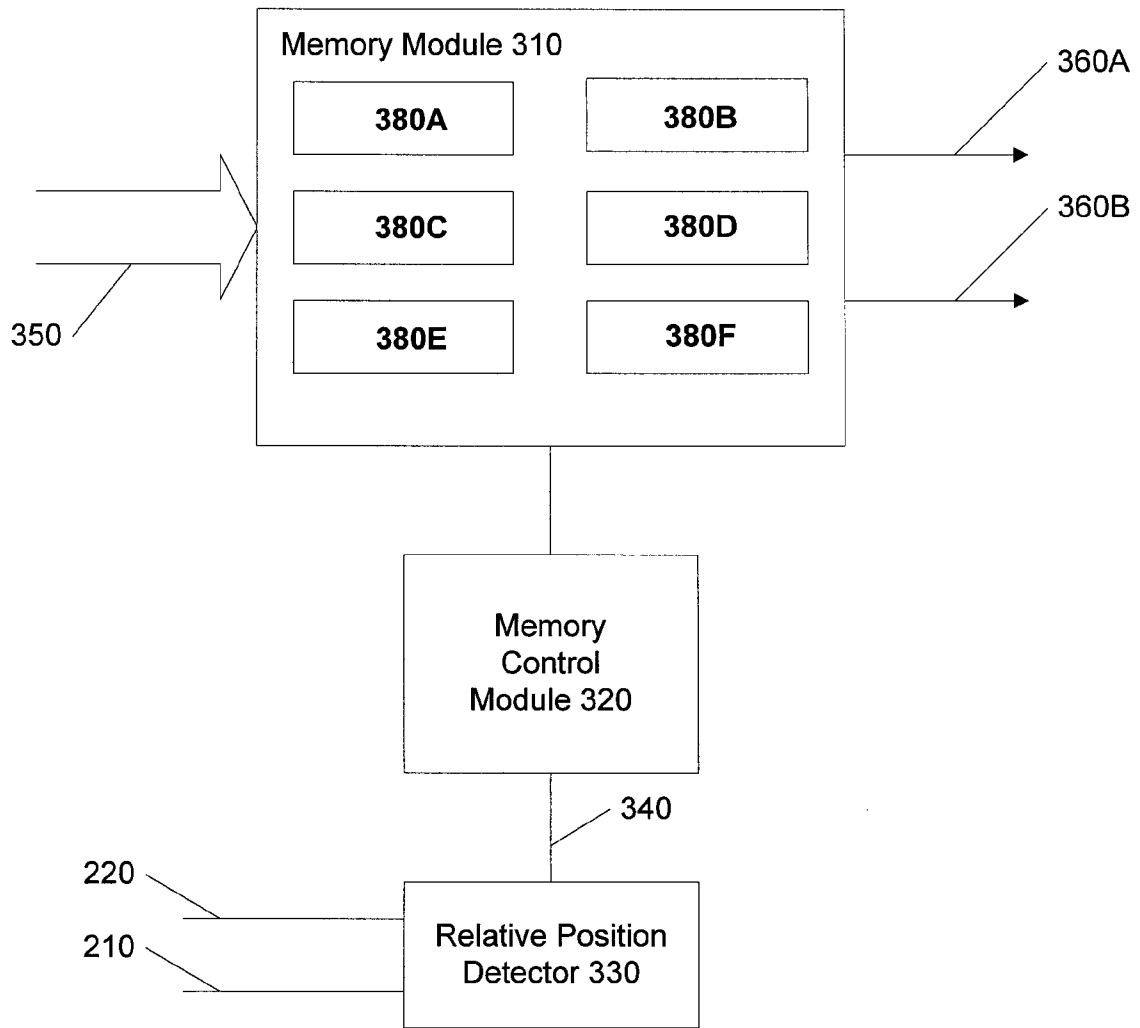 Memory Module 310
360A
380A
380B
360B
380C
380D
350
380E
380F
Memory
Control
Module 320
340
220
210
Relative Position
Detector 330